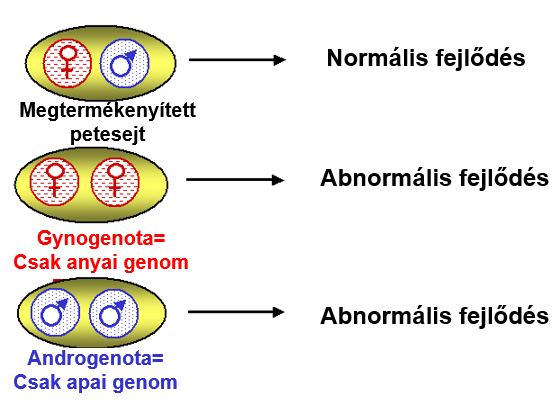 Normális fejlődés
Megtermékenyített
petesejt
Abnormális fejlődés
Gynogenota=
Csak anyai genom
Abnormális fejlődés
Androgenota=
Csak apai genom